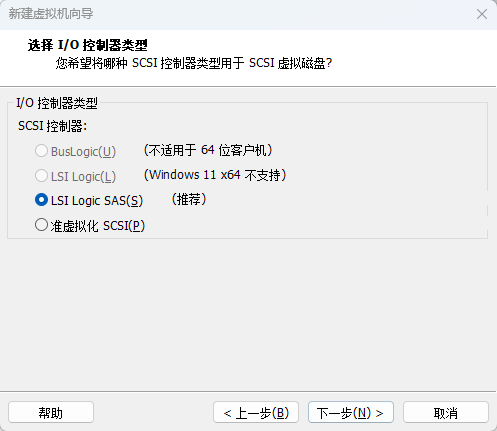 新建虚拟机向导
选择 I/O 控制器类型
您希望将哪种 SCSI 控制器类型用于 SCSI 虚拟磁盘?
I/O 控制器类型
SCSI 控制器:
BusLogic(U) (不适用于 64 位客户机)
LSI Logic(L) (Windows 11 x64 不支持)
LSI Logic SAS(S) (推荐)
准虚拟化 SCSI(P)
帮助 < 上一步(B) 下一步(N) > 取消